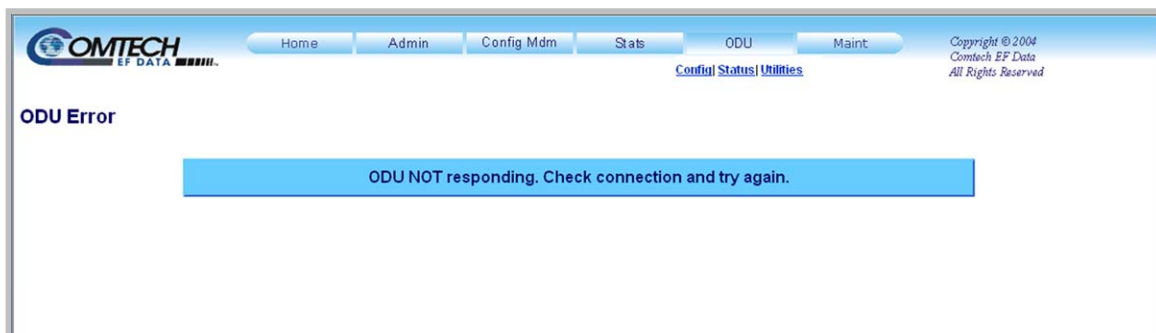 COMTECH
EF DATA
Home Admin Config Mdm Stats ODU Maint
Config| Status| Utilities
Copyright © 2004
Comtech EF Data
All Rights Reserved
ODU Error
ODU NOT responding. Check connection and try again.